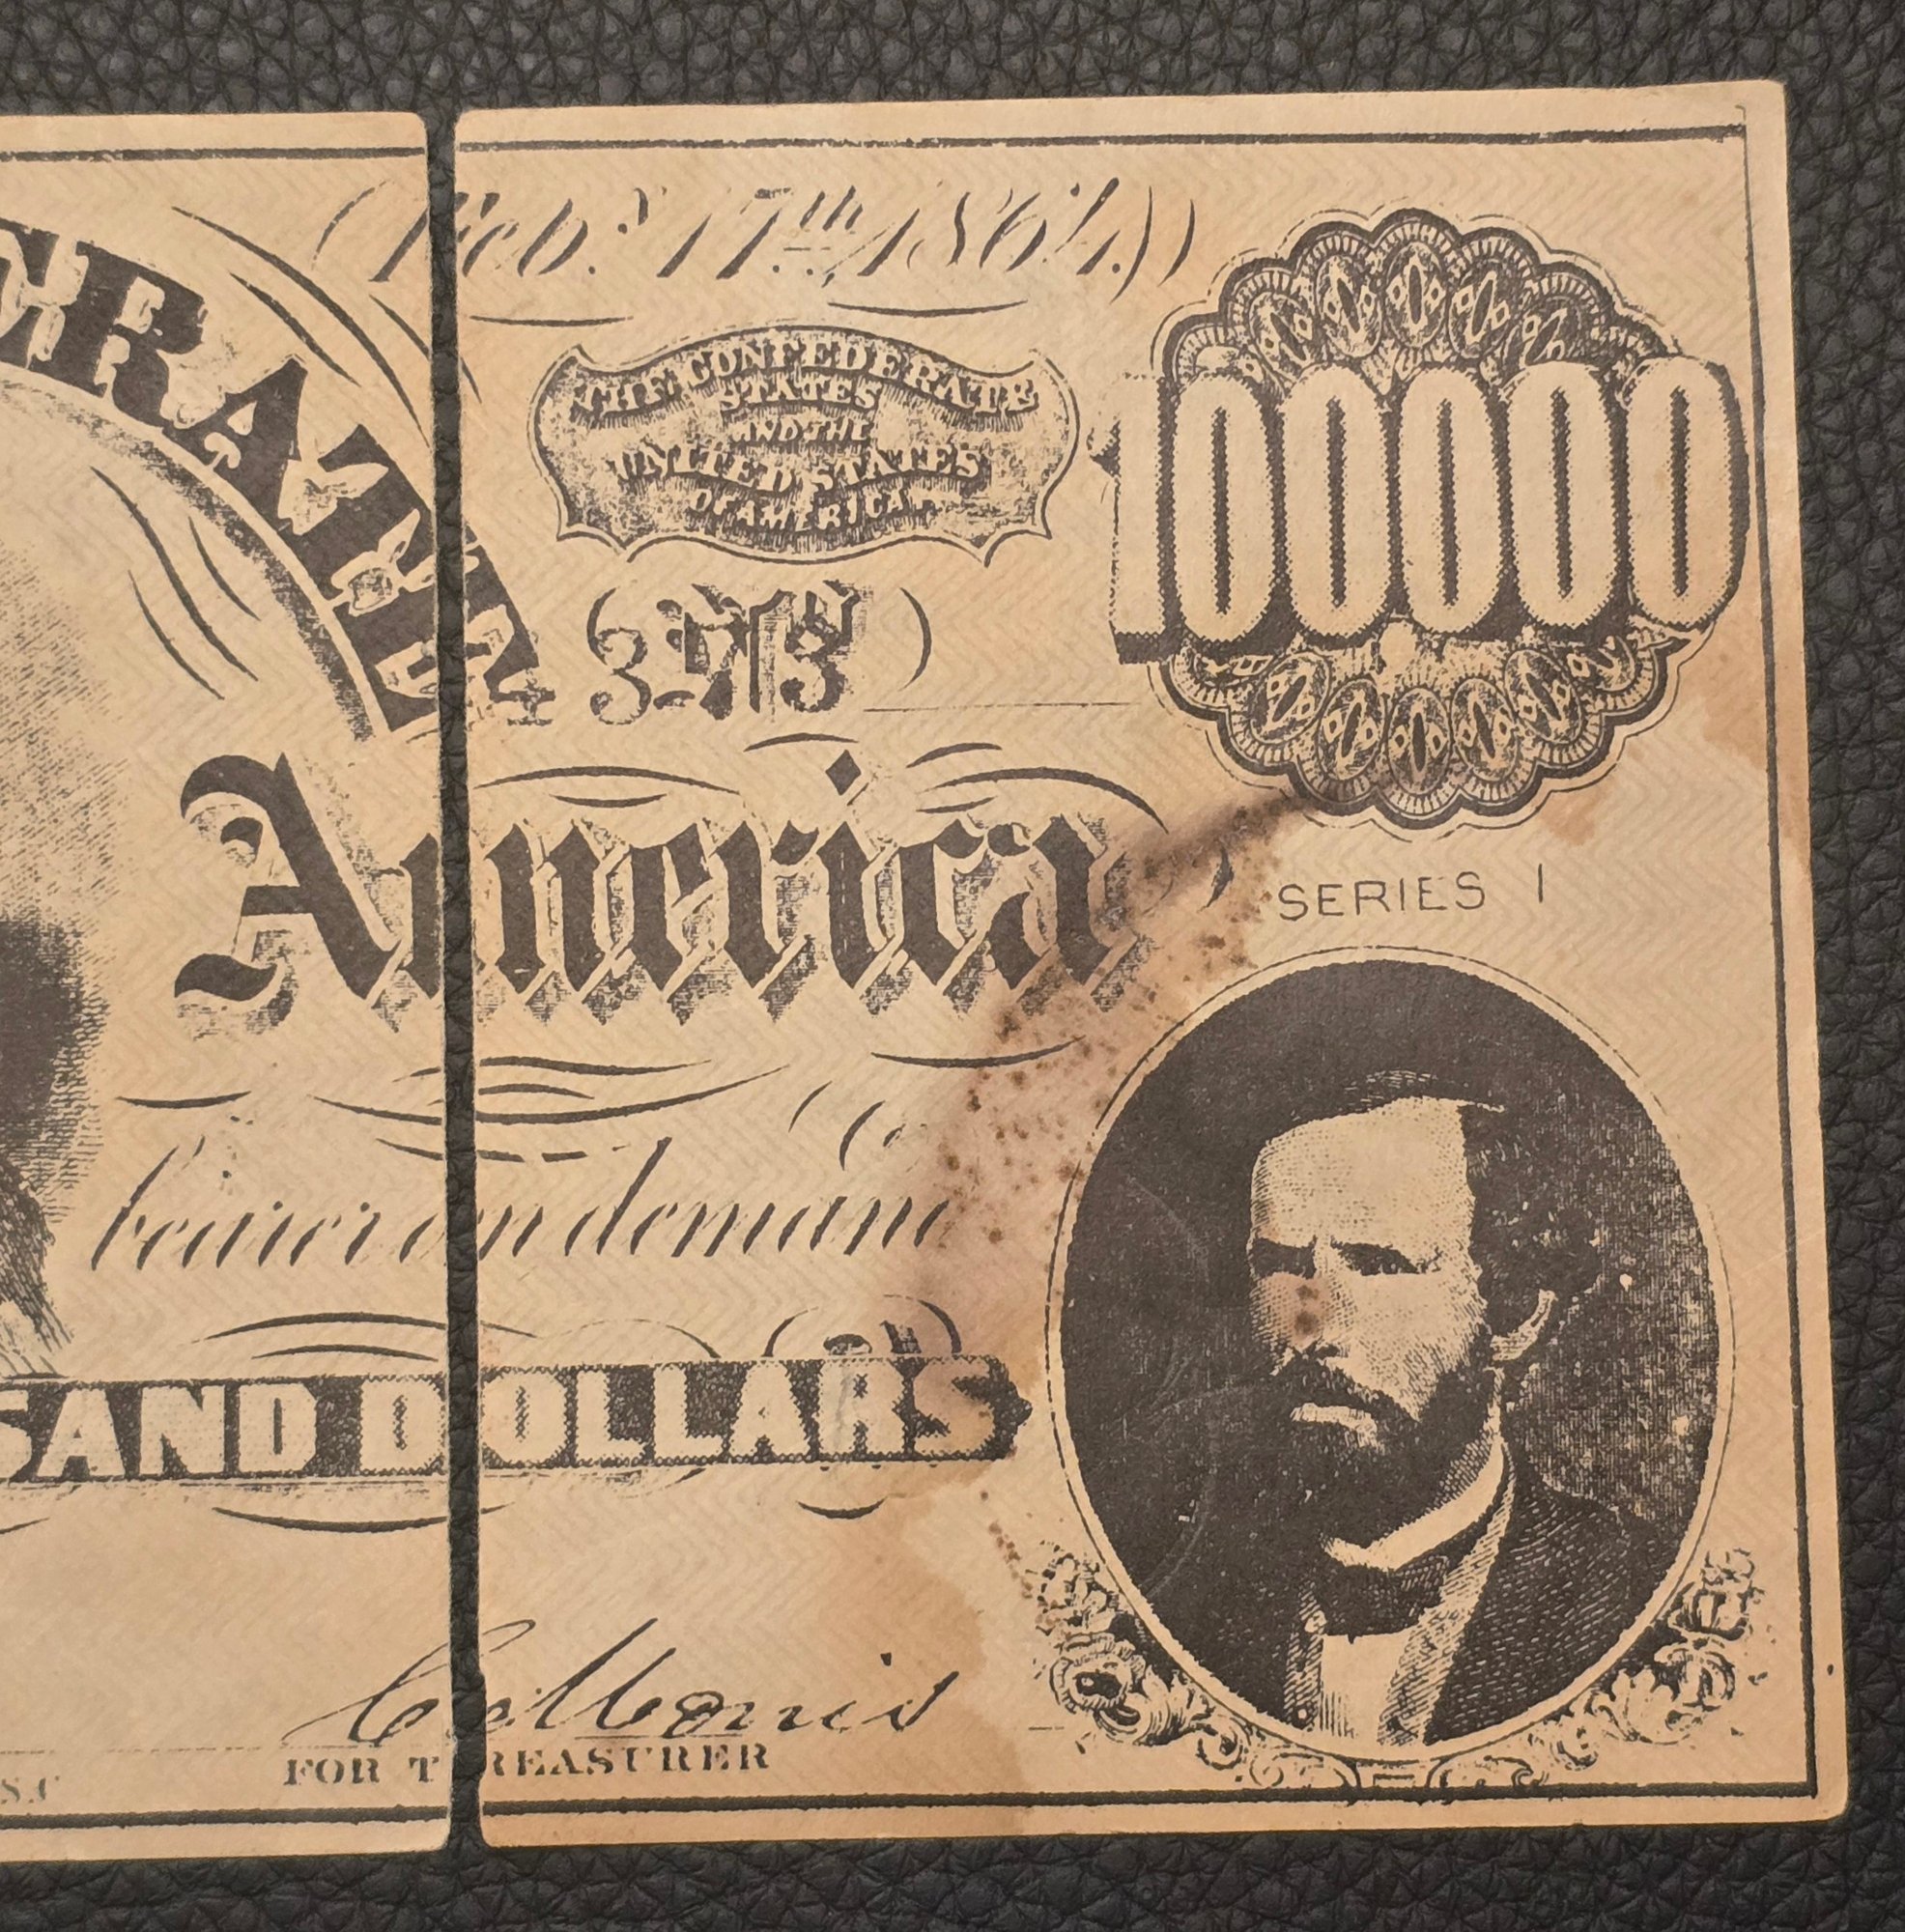 (Feby. 17th, 1864.)
THE CONFEDERATE
STATES
AND THE
UNITED STATES
OF AMERICA
100000
America
SERIES 1
bearer on demand
SAND DOLLARS
FOR TREASURER